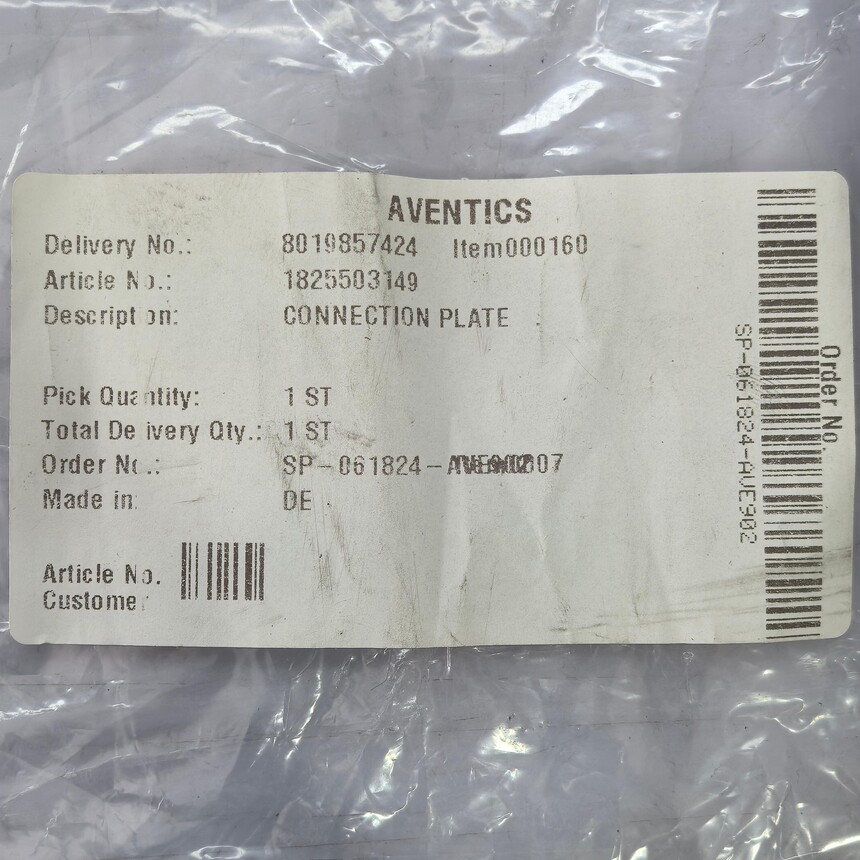 AVENTICS
Delivery No.: 8019857424 Item000160
Article No.: 1825503149
Description: CONNECTION PLATE
Pick Quantity: 1 ST
Total Delivery Qty.: 1 ST
Order No.: SP-061824-
Made in: DE
Article No.
Customer
Order No.
SP-061824-AVE902